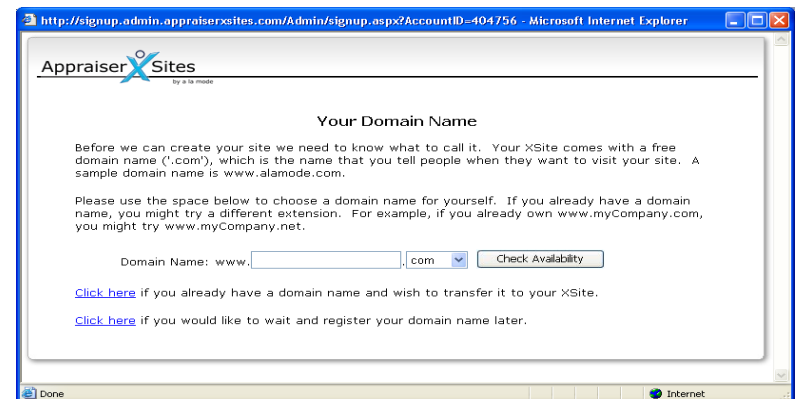 http://signup.admin.appraiserxsites.com/Admin/signup.aspx?AccountID=404756 - Microsoft Internet Explorer
Appraiser X Sites
by a la mode
Your Domain Name
Before we can create your site we need to know what to call it. Your XSite comes with a free
domain name ('.com'), which is the name that you tell people when they want to visit your site. A
sample domain name is www.alamode.com.
Please use the space below to choose a domain name for yourself. If you already have a domain
name, you might try a different extension. For example, if you already own www.myCompany.com,
you might try www.myCompany.net.
Domain Name: www. . com Check Availability
Click here if you already have a domain name and wish to transfer it to your XSite.
Click here if you would like to wait and register your domain name later.
Done Internet